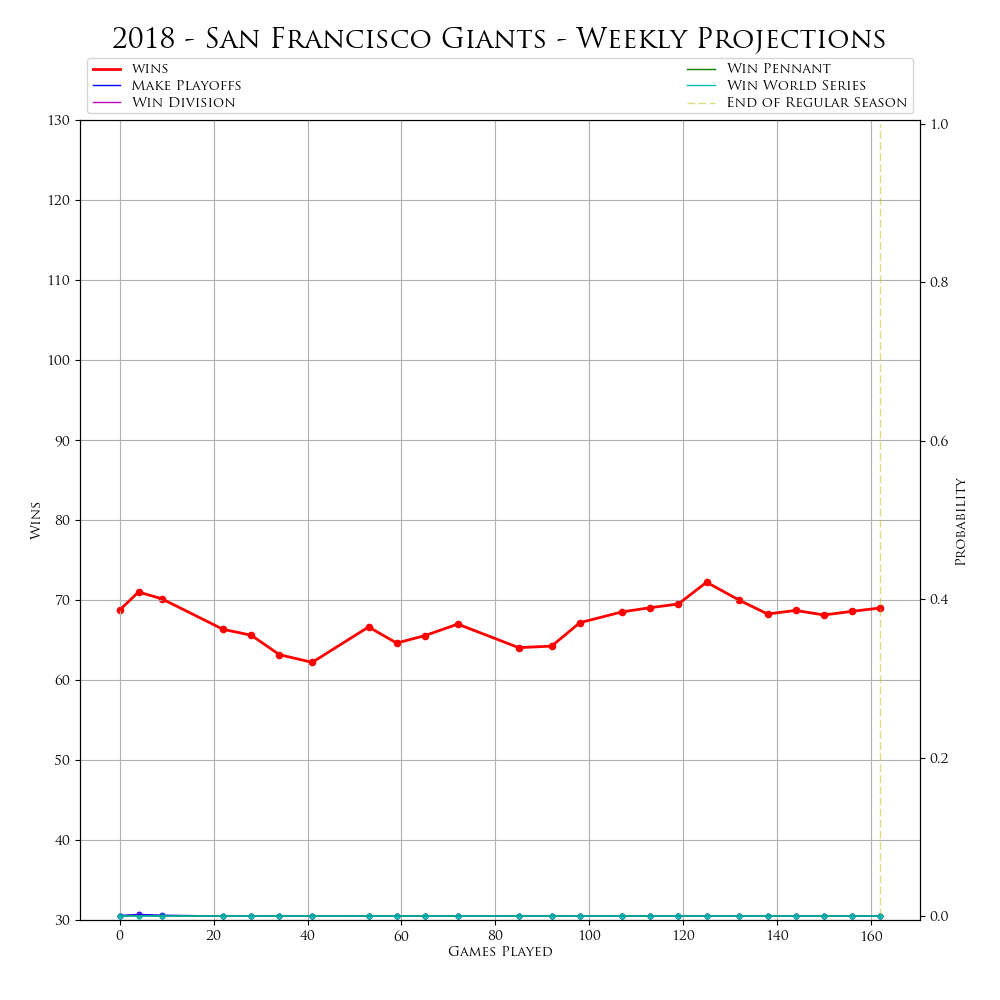 2018 - San Francisco Giants - Weekly Projections
wins
Make Playoffs
Win Division
Win Pennant
Win World Series
End of Regular Season
130
120
110
100
90
80
70
60
50
40
30
Wins
1.0
0.8
0.6
0.4
0.2
0.0
Probability
0 20 40 60 80 100 120 140 160
Games Played